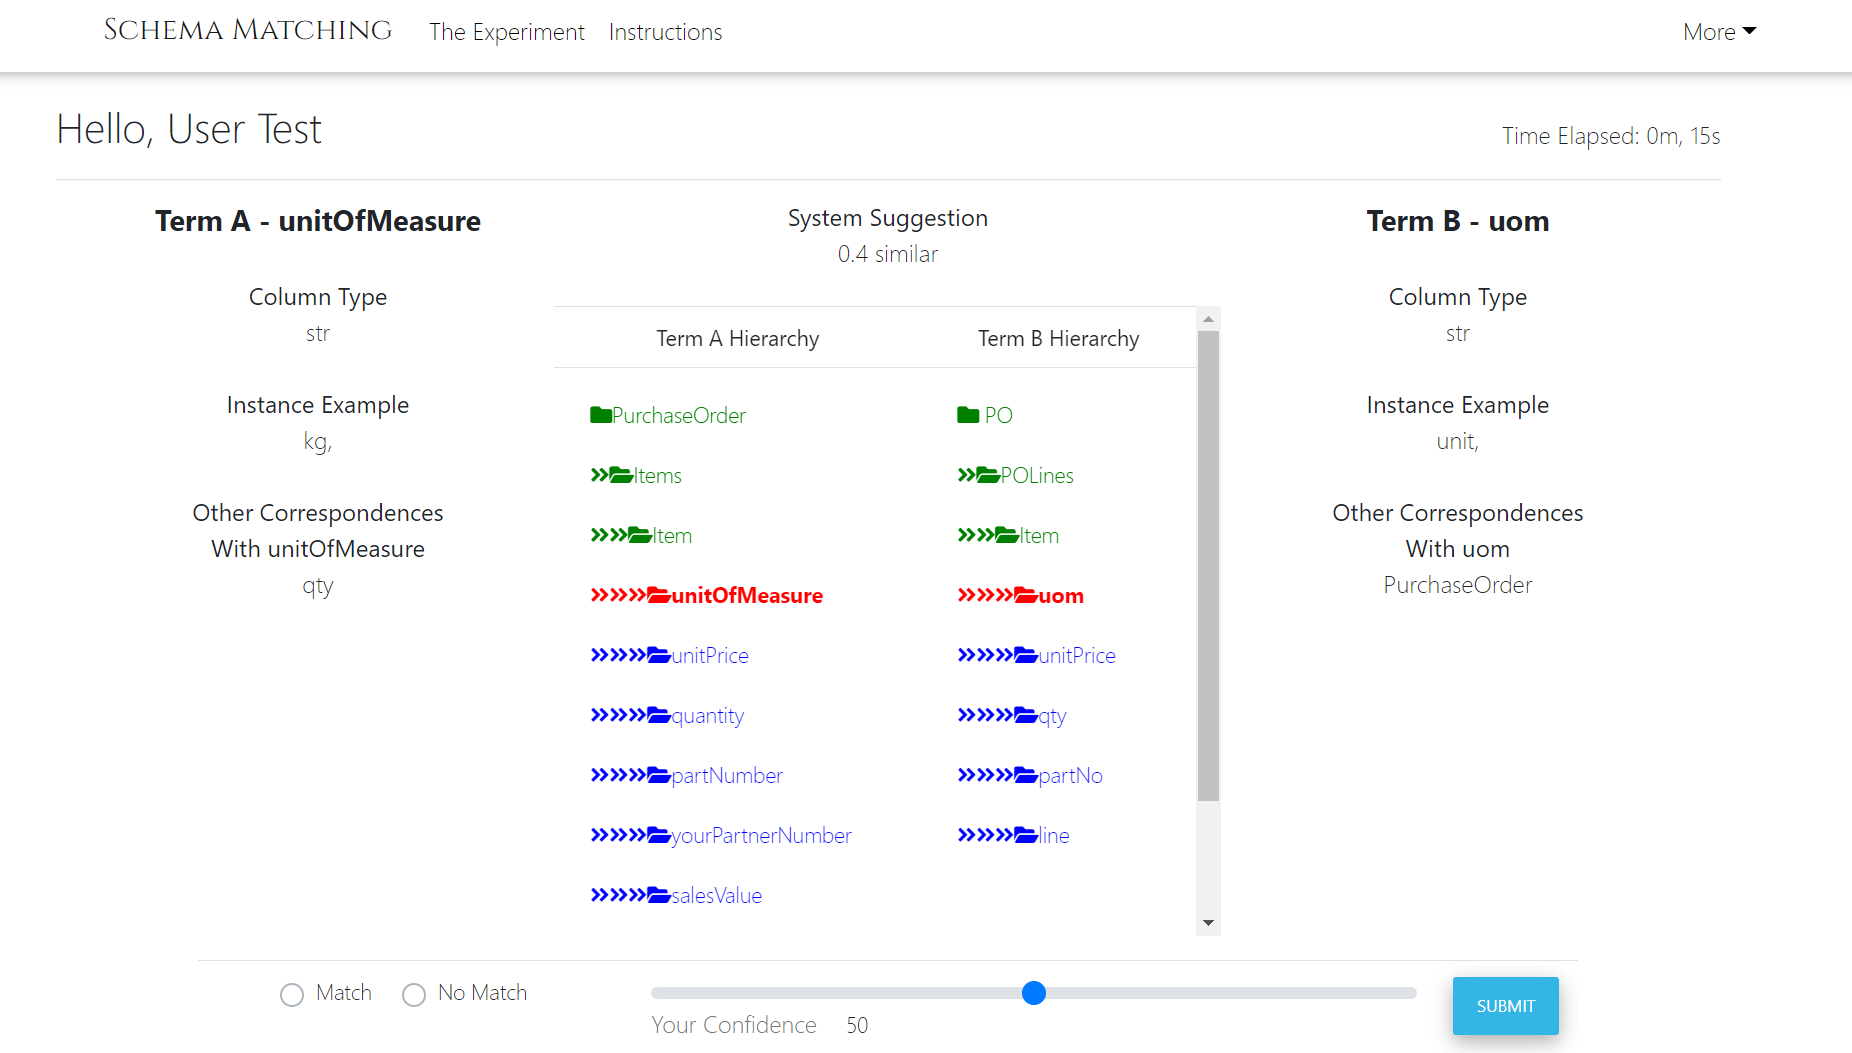 SCHEMA MATCHING The Experiment Instructions More
Hello, User Test
Time Elapsed: 0m, 15s
Term A - unitOfMeasure
Column Type
str
Instance Example
kg,
Other Correspondences
With unitOfMeasure
qty
System Suggestion
0.4 similar
Term A Hierarchy Term B Hierarchy
PurchaseOrder PO
Items POLines
Item Item
unitOfMeasure uom
unitPrice unitPrice
quantity qty
partNumber partNo
yourPartnerNumber line
salesValue
Term B - uom
Column Type
str
Instance Example
unit,
Other Correspondences
With uom
PurchaseOrder
Match No Match
Your Confidence 50
SUBMIT